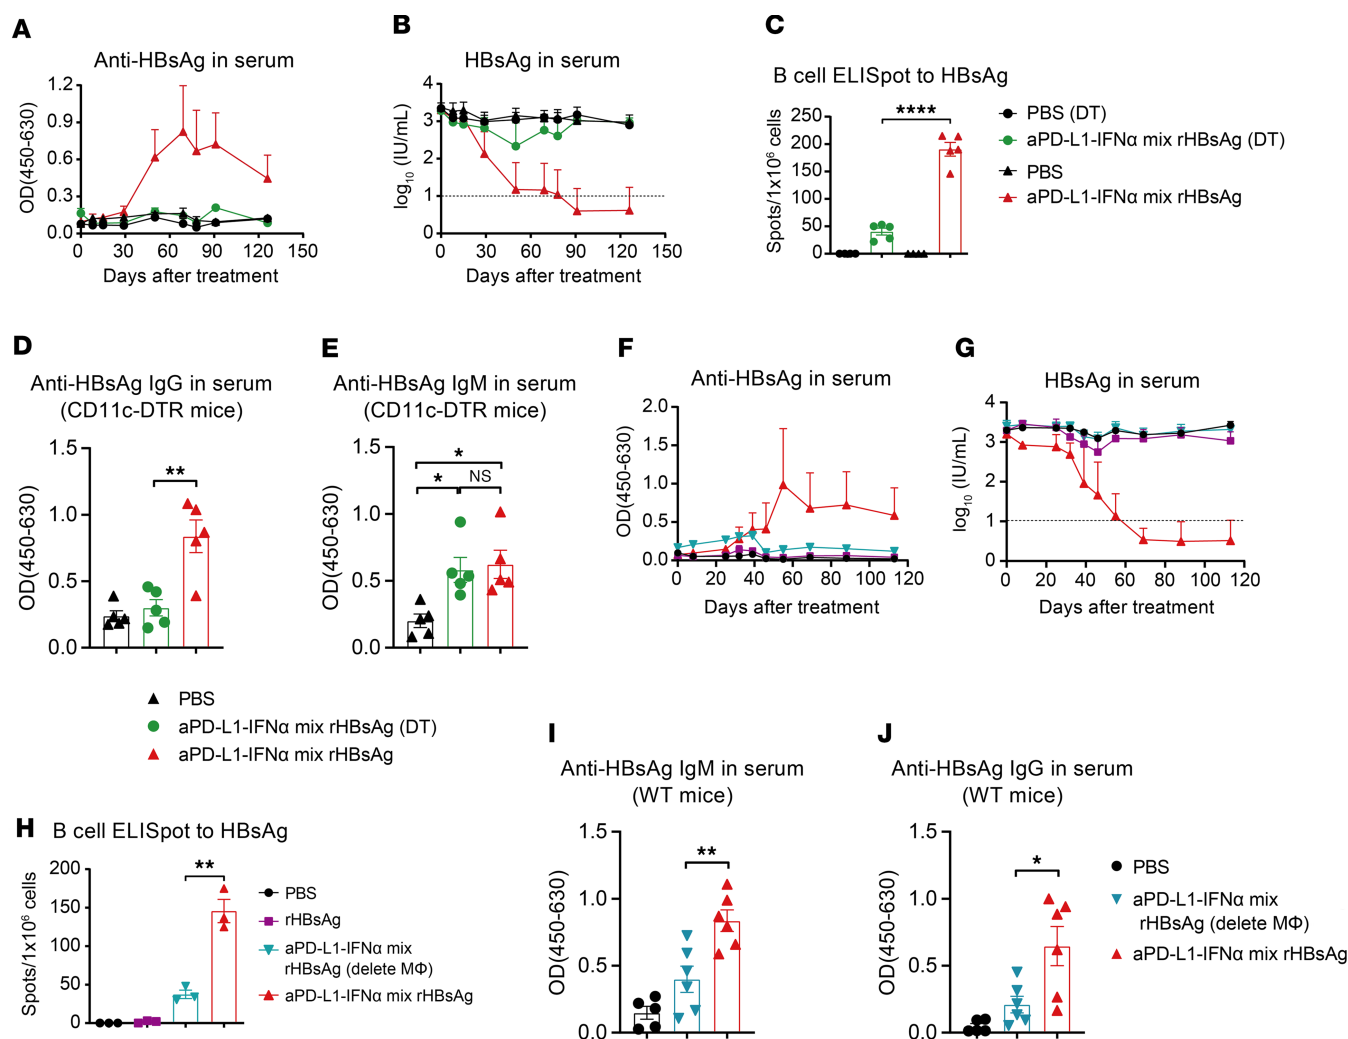 A
Anti-HBsAg in serum
OD(450-630)
1.2
0.9
0.6
0.3
0.0
0 30 60 90 120 150
Days after treatment
B
HBsAg in serum
log10 (IU/mL)
4
3
2
1
0
0 30 60 90 120 150
Days after treatment
C
B cell ELISpot to HBsAg
Spots/1x10⁶ cells
250
200
150
100
50
0
****
PBS (DT)
aPD-L1-IFNα mix rHBsAg (DT)
PBS
aPD-L1-IFNα mix rHBsAg
D
Anti-HBsAg IgG in serum
(CD11c-DTR mice)
OD(450-630)
1.5
1.0
0.5
0.0
**
E
Anti-HBsAg IgM in serum
(CD11c-DTR mice)
OD(450-630)
1.5
1.0
0.5
0.0
*
* NS
PBS
aPD-L1-IFNα mix rHBsAg (DT)
aPD-L1-IFNα mix rHBsAg
F
Anti-HBsAg in serum
OD(450-630)
2.0
1.5
1.0
0.5
0.0
0 20 40 60 80 100 120
Days after treatment
G
HBsAg in serum
log10 (IU/mL)
4
3
2
1
0
0 20 40 60 80 100 120
Days after treatment
H
B cell ELISpot to HBsAg
Spots/1x10⁶ cells
200
150
100
50
0
**
PBS
rHBsAg
aPD-L1-IFNα mix
rHBsAg (delete MΦ)
aPD-L1-IFNα mix rHBsAg
I
Anti-HBsAg IgM in serum
(WT mice)
OD(450-630)
1.5
1.0
0.5
0.0
**
J
Anti-HBsAg IgG in serum
(WT mice)
OD(450-630)
1.5
1.0
0.5
0.0
*
PBS
aPD-L1-IFNα mix
rHBsAg (delete MΦ)
aPD-L1-IFNα mix rHBsAg